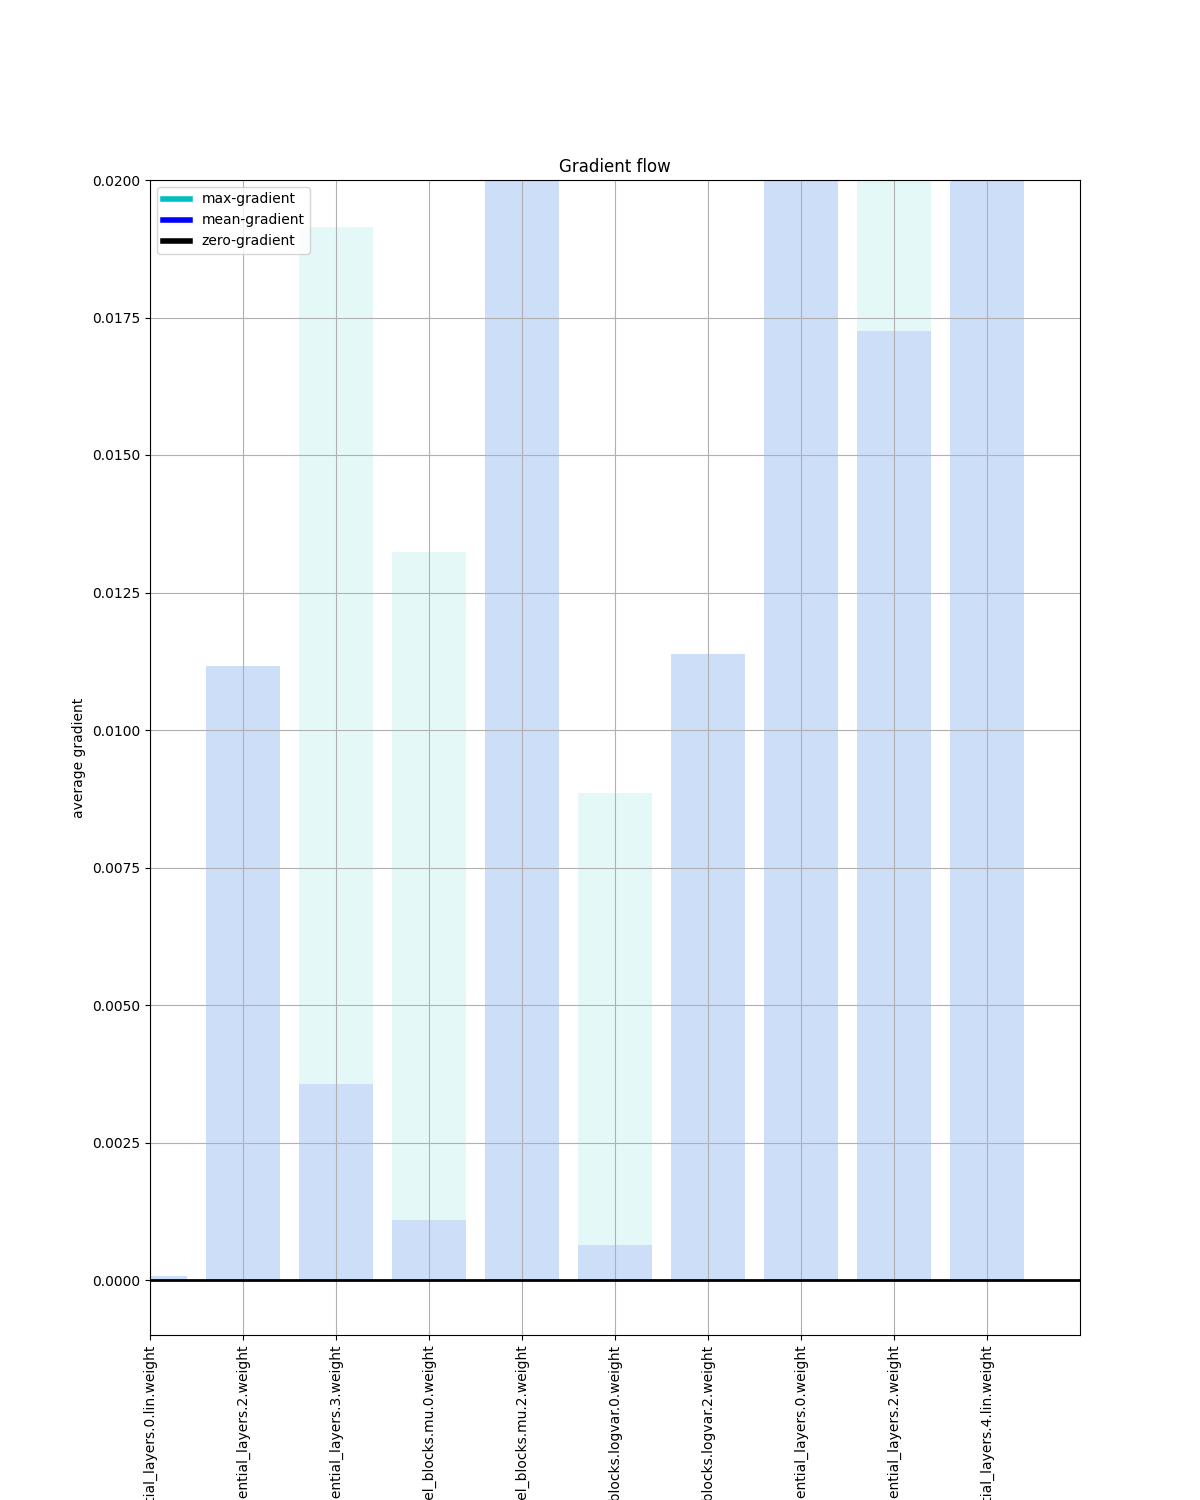 Gradient flow
max-gradient
mean-gradient
zero-gradient
0.0200
0.0175
0.0150
0.0125
0.0100
0.0075
0.0050
0.0025
0.0000
average gradient
tial_layers.0.lin.weight
ential_layers.2.weight
ential_layers.3.weight
el_blocks.mu.0.weight
el_blocks.mu.2.weight
blocks.logvar.0.weight
blocks.logvar.2.weight
ential_layers.0.weight
ential_layers.2.weight
tial_layers.4.lin.weight